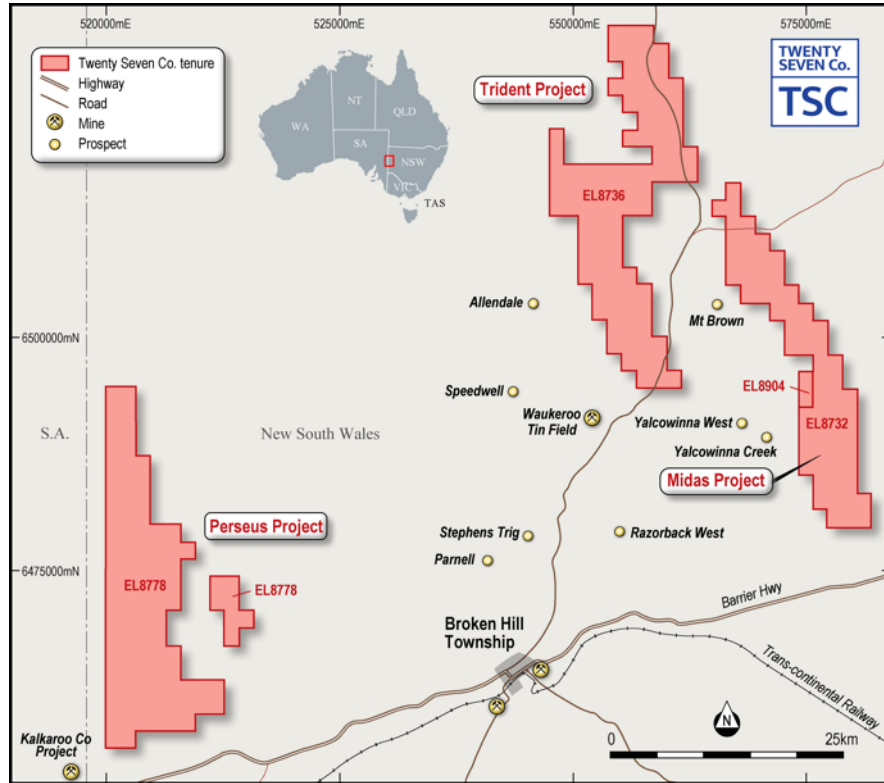 520000mE
525000mE
550000mE
575000mE
Twenty Seven Co. tenure
Highway
Road
Mine
Prospect
NT
QLD
WA
SA
NSW
VIC
TAS
Trident Project
TWENTY
SEVEN Co.
TSC
EL8736
Allendale
Mt Brown
6500000mN
Speedwell
EL8904
Waukeroo
Tin Field
Yalcowinna West
EL8732
S.A.
New South Wales
Yalcowinna Creek
Midas Project
Perseus Project
Stephens Trig
Razorback West
Parnell
6475000mN
EL8778
EL8778
Barrier Hwy
Broken Hill
Township
Trans-continental
Railway
Kalkaroo Co
Project
N
0
25km